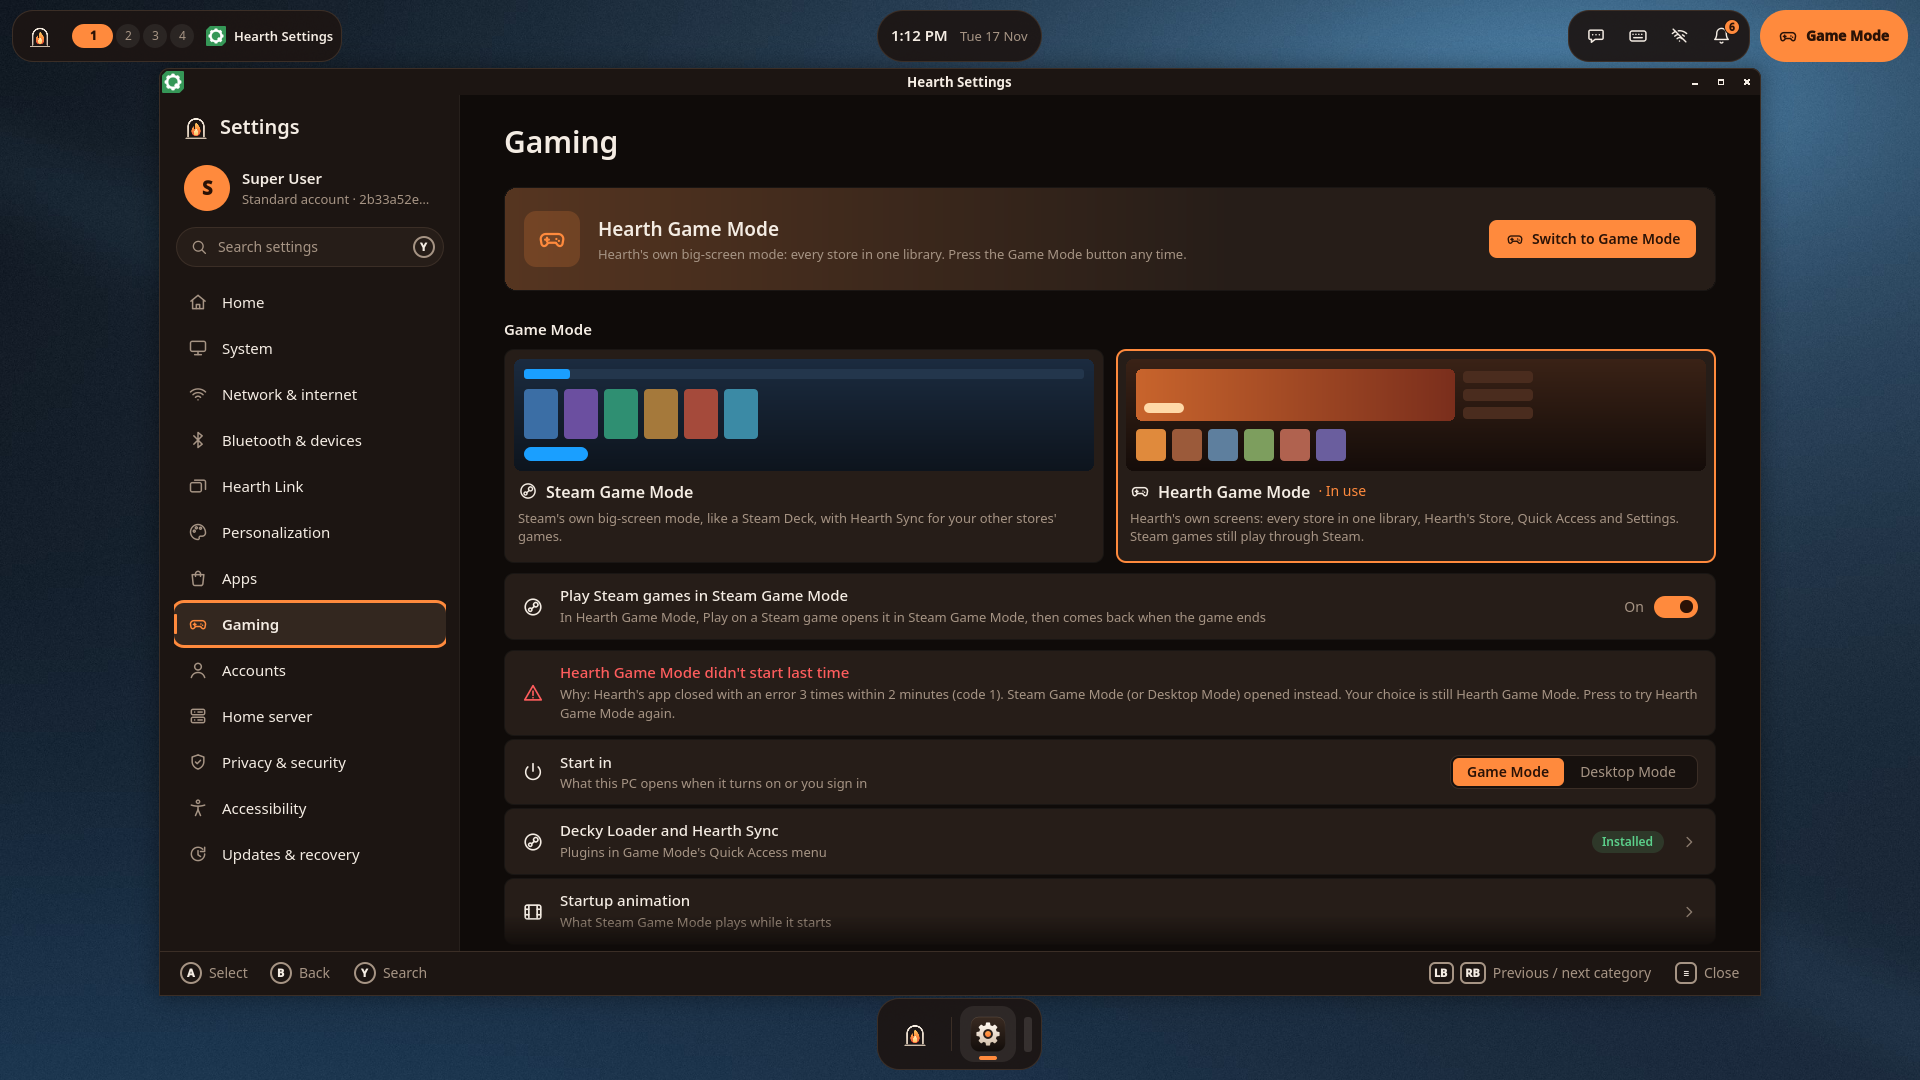 1 2 3 4 Hearth Settings
1:12 PM Tue 17 Nov
6
Game Mode
Hearth Settings
Settings
S
Super User
Standard account · 2b33a52e...
Search settings Y
Home
System
Network & internet
Bluetooth & devices
Hearth Link
Personalization
Apps
Gaming
Accounts
Home server
Privacy & security
Accessibility
Updates & recovery
Gaming
Hearth Game Mode
Hearth's own big-screen mode: every store in one library. Press the Game Mode button any time.
Switch to Game Mode
Game Mode
Steam Game Mode
Steam's own big-screen mode, like a Steam Deck, with Hearth Sync for your other stores'
games.
Hearth Game Mode · In use
Hearth's own screens: every store in one library, Hearth's Store, Quick Access and Settings.
Steam games still play through Steam.
Play Steam games in Steam Game Mode
In Hearth Game Mode, Play on a Steam game opens it in Steam Game Mode, then comes back when the game ends
On
Hearth Game Mode didn't start last time
Why: Hearth's app closed with an error 3 times within 2 minutes (code 1). Steam Game Mode (or Desktop Mode) opened instead. Your choice is still Hearth Game Mode. Press to try Hearth
Game Mode again.
Start in
What this PC opens when it turns on or you sign in
Game Mode Desktop Mode
Decky Loader and Hearth Sync
Plugins in Game Mode's Quick Access menu
Installed
Startup animation
What Steam Game Mode plays while it starts
A Select B Back Y Search
LB RB Previous / next category ≡ Close